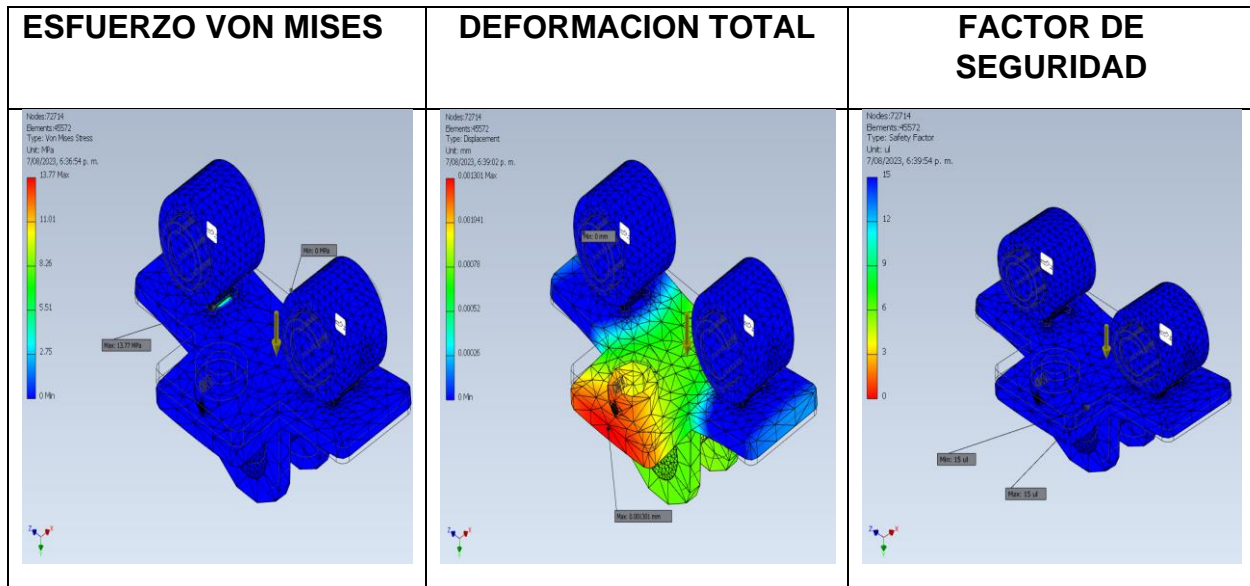 ESFUERZO VON MISES
DEFORMACION TOTAL
FACTOR DE
SEGURIDAD
Nodes:72714
Elements:45572
Type: Von Mises Stress
Unit: MPa
7/08/2023, 6:36:54 p. m.
13.77 Max
11.01
8.26
5.51
2.75
0 Min
Min: 0 MPa
Max: 13.77 MPa
Z
X
Y
Nodes:72714
Elements:45572
Type: Displacement
Unit: mm
7/08/2023, 6:39:02 p. m.
0.001301 Max
0.001041
0.00078
0.00052
0.00026
0 Min
Min: 0 mm
Max: 0.001301 mm
Z
X
Y
Nodes:72714
Elements:45572
Type: Safety Factor
Unit: ul
7/08/2023, 6:39:54 p. m.
15
12
9
6
3
0
Min: 15 ul
Max: 15 ul
Z
X
Y